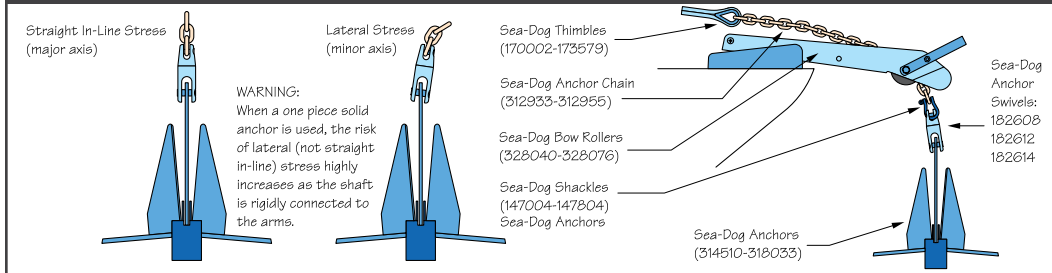 Straight In-Line Stress
(major axis)
WARNING:
When a one piece solid
anchor is used, the risk
of lateral (not straight
in-line) stress highly
increases as the shaft
is rigidly connected to
the arms.
Lateral Stress
(minor axis)
Sea-Dog Thimbles
(170002-173579)
Sea-Dog Anchor Chain
(312933-312955)
Sea-Dog Bow Rollers
(328040-328076)
Sea-Dog Shackles
(147004-147804)
Sea-Dog Anchors
Sea-Dog Anchors
(314510-318033)
Sea-Dog
Anchor
Swivels:
182608
182612
182614